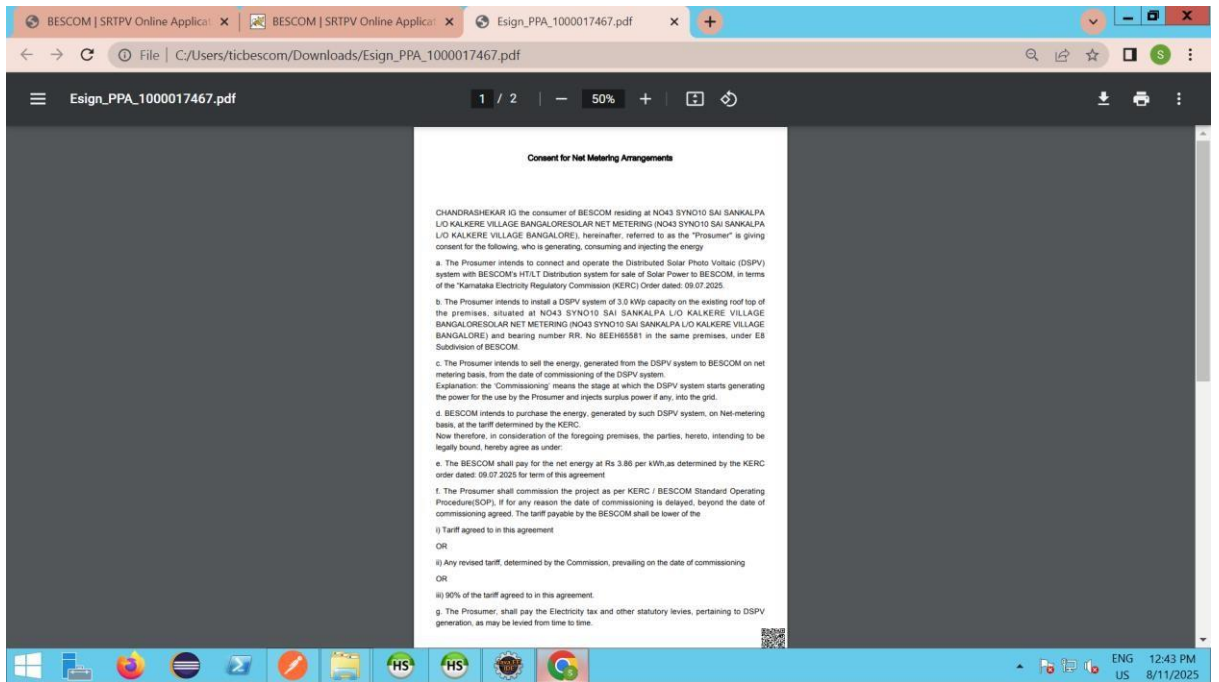 BESCOM | SRTPV Online Applicat
BESCOM | SRTPV Online Applicat
Esign_PPA_1000017467.pdf
File | C:/Users/ticbescom/Downloads/Esign_PPA_1000017467.pdf
S
Esign_PPA_1000017467.pdf
1 / 2
50%
Consent for Net Metering Arrangements
CHANDRASHEKAR IG the consumer of BESCOM residing at NO43 SYNO10 SAI SANKALPA
L/O KALKERE VILLAGE BANGALORESOLAR NET METERING (NO43 SYNO10 SAI SANKALPA
L/O KALKERE VILLAGE BANGALORE), hereinafter, referred to as the "Prosumer" is giving
consent for the following, who is generating, consuming and injecting the energy
a. The Prosumer intends to connect and operate the Distributed Solar Photo Voltaic (DSPV)
system with BESCOM's HT/LT Distribution system for sale of Solar Power to BESCOM, in terms
of the "Karnataka Electricity Regulatory Commission (KERC) Order dated: 09.07.2025.
b. The Prosumer intends to install a DSPV system of 3.0 kWp capacity on the existing roof top of
the premises, situated at NO43 SYNO10 SAI SANKALPA L/O KALKERE VILLAGE
BANGALORESOLAR NET METERING (NO43 SYNO10 SAI SANKALPA L/O KALKERE VILLAGE
BANGALORE) and bearing number RR. No 8EEH65581 in the same premises, under E8
Subdivision of BESCOM.
c. The Prosumer intends to sell the energy, generated from the DSPV system to BESCOM on net
metering basis, from the date of commissioning of the DSPV system.
Explanation: the 'Commissioning' means the stage at which the DSPV system starts generating
the power for the use by the Prosumer and injects surplus power if any, into the grid.
d. BESCOM intends to purchase the energy, generated by such DSPV system, on Net-metering
basis, at the tariff determined by the KERC.
Now therefore, in consideration of the foregoing premises, the parties, hereto, intending to be
legally bound, hereby agree as under:
e. The BESCOM shall pay for the net energy at Rs 3.86 per kWh,as determined by the KERC
order dated: 09.07.2025 for term of this agreement
f. The Prosumer shall commission the project as per KERC / BESCOM Standard Operating
Procedure(SOP), If for any reason the date of commissioning is delayed, beyond the date of
commissioning agreed. The tariff payable by the BESCOM shall be lower of the
i) Tariff agreed to in this agreement
OR
ii) Any revised tariff, determined by the Commission, prevailing on the date of commissioning
OR
iii) 90% of the tariff agreed to in this agreement.
g. The Prosumer, shall pay the Electricity tax and other statutory levies, pertaining to DSPV
generation, as may be levied from time to time.
HS
HS
ENG
US
12:43 PM
8/11/2025